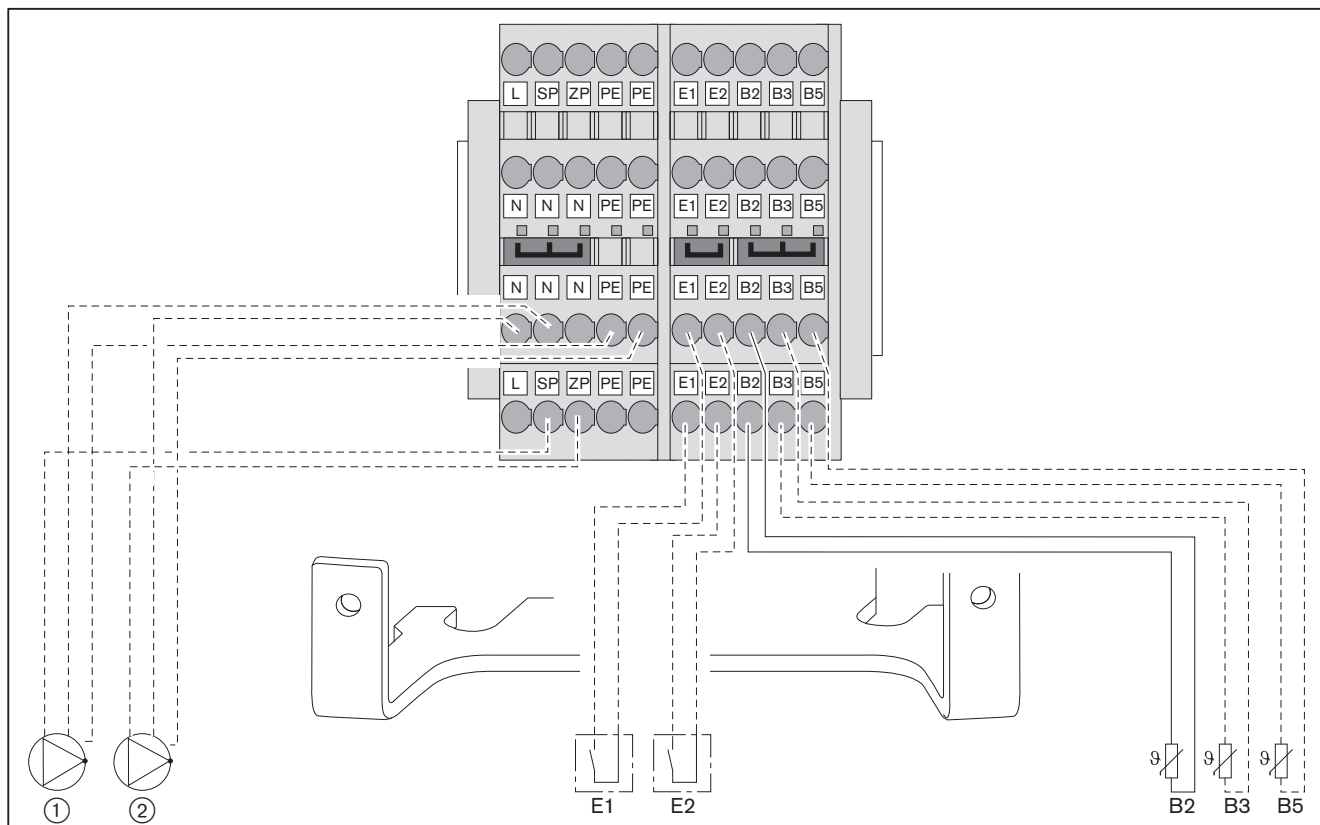 L SP ZP PE PE E1 E2 B2 B3 B5
N N N PE PE E1 E2 B2 B3 B5
N N N PE PE E1 E2 B2 B3 B5
L SP ZP PE PE E1 E2 B2 B3 B5
ϑ ϑ ϑ
① ② E1 E2 B2 B3 B5